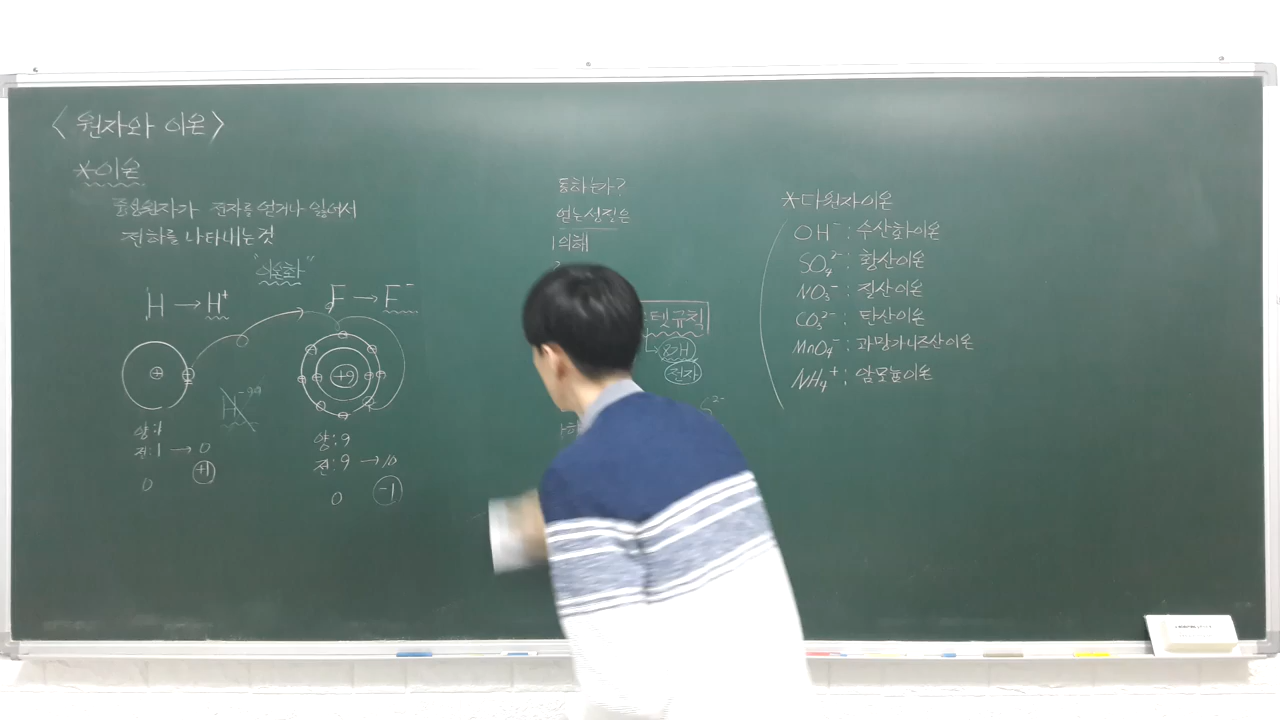 <원자와 이온>
*이온
중성원자가 전자를 얻거나 잃어서
전하를 나타내는 것
"이온화"
H → H⁺
F → F⁻
+
+9
H
양:1
전:1 → 0
0
+1
양:9
전:9 → 10
0
-1
동하는가?
얻는성질은
의해
텟규칙
8개
전자
S²⁻
*다원자이온
OH⁻: 수산화이온
SO₄²⁻: 황산이온
NO₃⁻: 질산이온
CO₃²⁻: 탄산이온
MnO₄⁻: 과망가니즈산이온
NH₄⁺: 암모늄이온